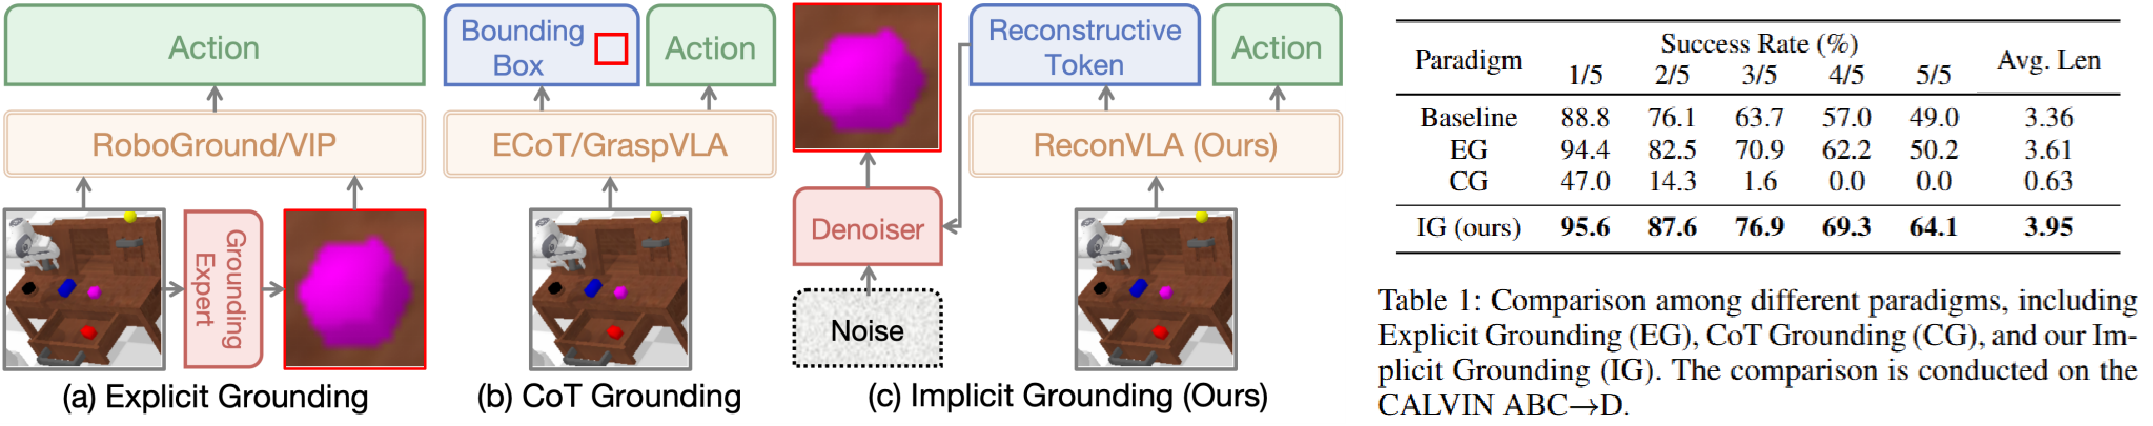 Action
RoboGround/VIP
Grounding
Expert
(a) Explicit Grounding
Bounding
Box
Action
ECoT/GraspVLA
(b) CoT Grounding
Reconstructive
Token
Action
ReconVLA (Ours)
Denoiser
Noise
(c) Implicit Grounding (Ours)
Paradigm Success Rate (%) Avg. Len
1/5 2/5 3/5 4/5 5/5
Baseline 88.8 76.1 63.7 57.0 49.0 3.36
EG 94.4 82.5 70.9 62.2 50.2 3.61
CG 47.0 14.3 1.6 0.0 0.0 0.63
IG (ours) 95.6 87.6 76.9 69.3 64.1 3.95
Table 1: Comparison among different paradigms, including
Explicit Grounding (EG), CoT Grounding (CG), and our Im-
plicit Grounding (IG). The comparison is conducted on the
CALVIN ABC→D.